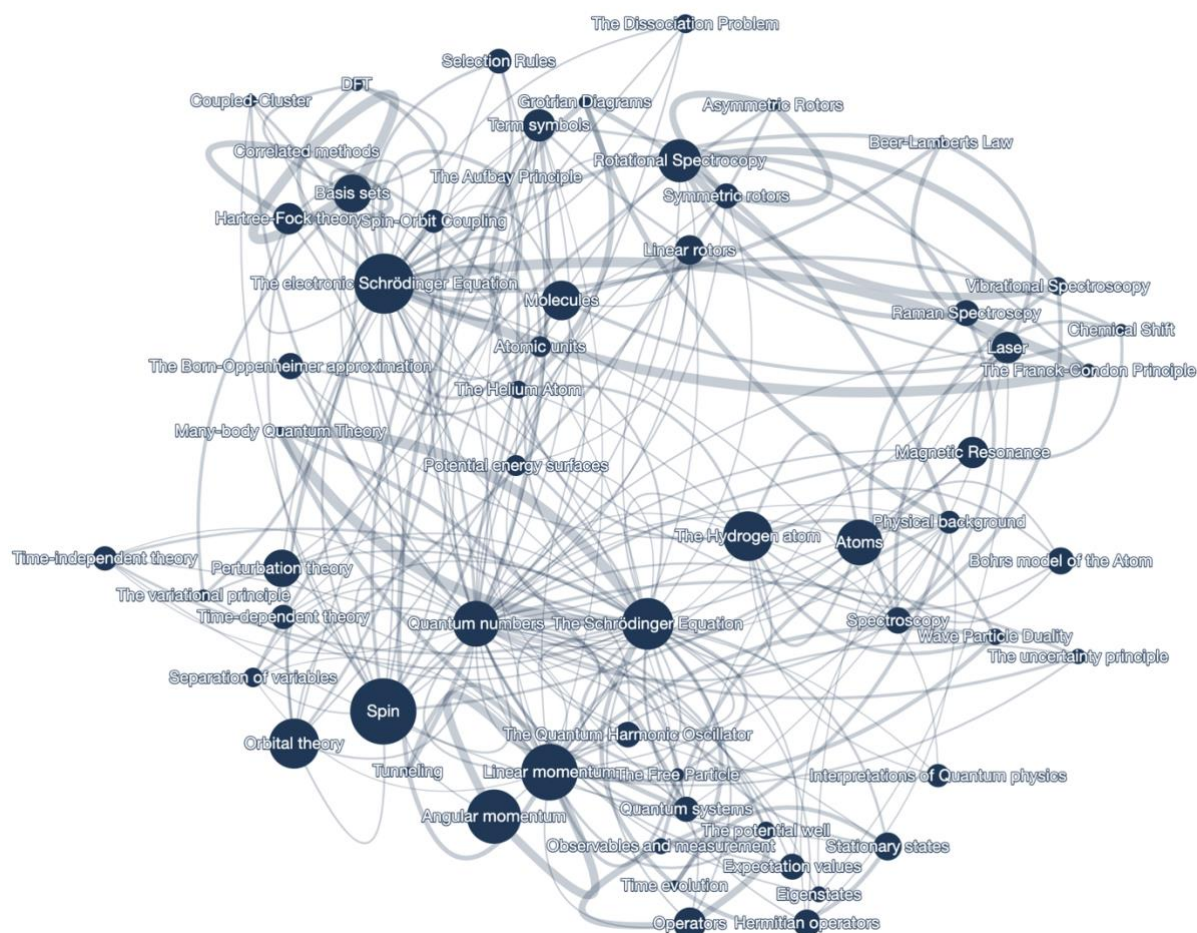 The Dissociation Problem
Selection Rules
DFT
Coupled-Cluster
Grotrian Diagrams
Asymmetric Rotors
Term symbols
Beer-Lamberts Law
Correlated methods
Rotational Spectrocopy
The Aufbay Principle
Basis sets
Symmetric rotors
Hartree-Fock theory
Spin-Orbit Coupling
Linear rotors
The electronic Schrödinger Equation
Vibrational Spectroscopy
Molecules
Raman Spectroscpy
Chemical Shift
Atomic units
Laser
The Born-Oppenheimer approximation
The Franck-Condon Principle
The Helium Atom
Many-body Quantum Theory
Magnetic Resonance
Potential energy surfaces
Physical background
The Hydrogen atom
Atoms
Time-independent theory
Bohrs model of the Atom
Perturbation theory
The variational principle
Time-dependent theory
Quantum numbers
The Schrödinger Equation
Spectroscopy
Wave Particle Duality
The uncertainty principle
Separation of variables
Spin
Orbital theory
The Quantum Harmonic Oscillator
Tunneling
Linear momentum
The Free Particle
Interpretations of Quantum physics
Quantum systems
Angular momentum
The potential well
Observables and measurement
Stationary states
Expectation values
Time evolution
Eigenstates
Operators
Hermitian operators